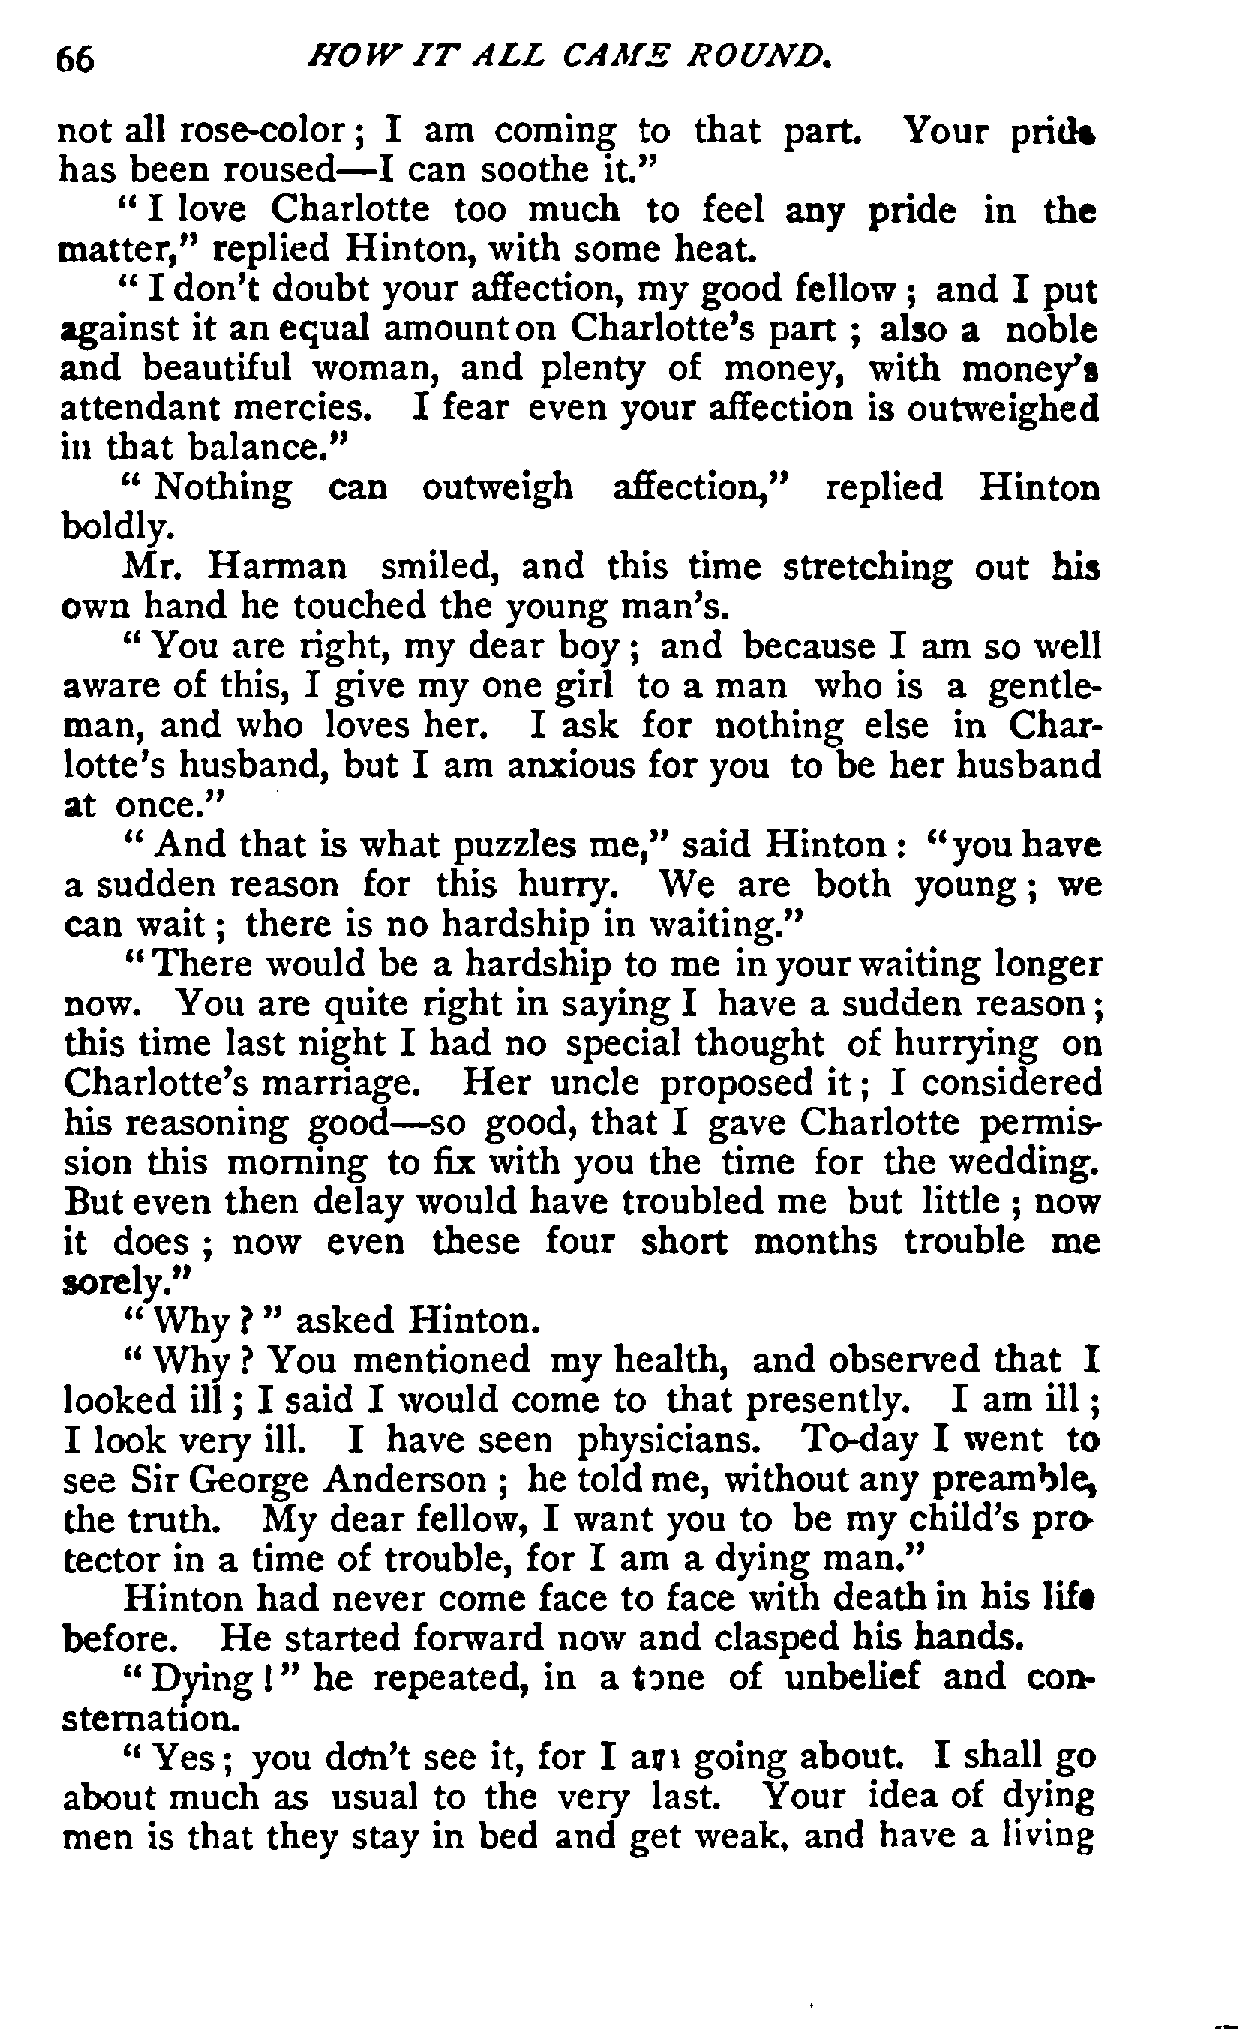 66 HOW IT ALL CAME ROUND.
not all rose-color; I am coming to that part. Your pride
has been roused—I can soothe it."
"I love Charlotte too much to feel any pride in the
matter," replied Hinton, with some heat.
"I don't doubt your affection, my good fellow; and I put
against it an equal amount on Charlotte's part; also a noble
and beautiful woman, and plenty of money, with money's
attendant mercies. I fear even your affection is outweighed
in that balance."
"Nothing can outweigh affection," replied Hinton
boldly.
Mr. Harman smiled, and this time stretching out his
own hand he touched the young man's.
"You are right, my dear boy; and because I am so well
aware of this, I give my one girl to a man who is a gentle-
man, and who loves her. I ask for nothing else in Char-
lotte's husband, but I am anxious for you to be her husband
at once."
"And that is what puzzles me," said Hinton: "you have
a sudden reason for this hurry. We are both young; we
can wait; there is no hardship in waiting."
"There would be a hardship to me in your waiting longer
now. You are quite right in saying I have a sudden reason;
this time last night I had no special thought of hurrying on
Charlotte's marriage. Her uncle proposed it; I considered
his reasoning good—so good, that I gave Charlotte permis-
sion this morning to fix with you the time for the wedding.
But even then delay would have troubled me but little; now
it does; now even these four short months trouble me
sorely."
"Why?" asked Hinton.
"Why? You mentioned my health, and observed that I
looked ill; I said I would come to that presently. I am ill;
I look very ill. I have seen physicians. To-day I went to
see Sir George Anderson; he told me, without any preamble,
the truth. My dear fellow, I want you to be my child's pro-
tector in a time of trouble, for I am a dying man."
Hinton had never come face to face with death in his life
before. He started forward now and clasped his hands.
"Dying!" he repeated, in a tone of unbelief and con-
sternation.
"Yes; you don't see it, for I am going about. I shall go
about much as usual to the very last. Your idea of dying
men is that they stay in bed and get weak, and have a living